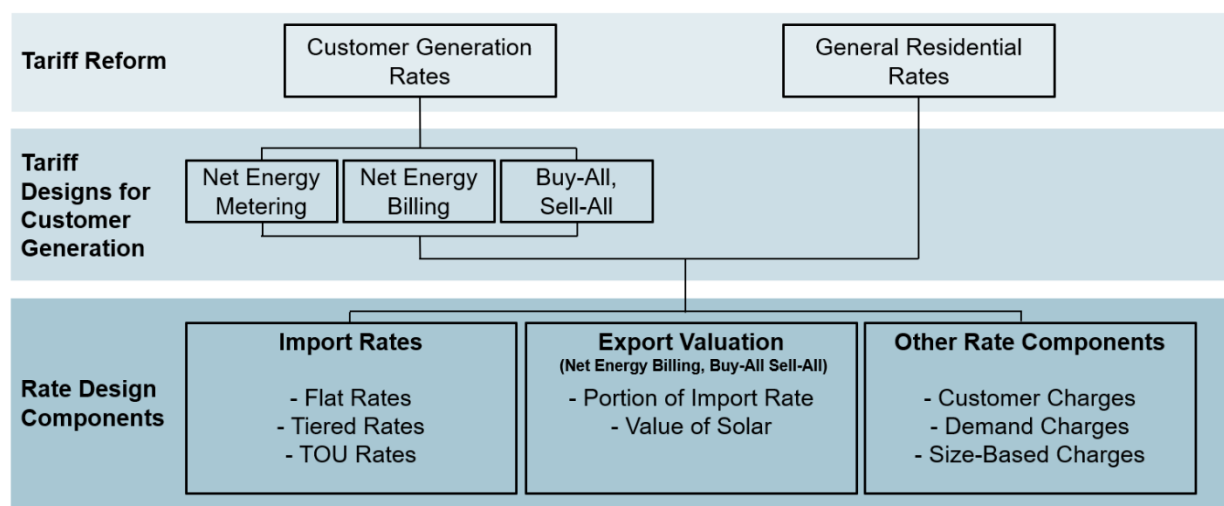 Tariff Reform
Customer Generation
Rates
General Residential
Rates
Tariff
Designs for
Customer
Generation
Net Energy
Metering
Net Energy
Billing
Buy-All,
Sell-All
Rate Design
Components
Import Rates
- Flat Rates
- Tiered Rates
- TOU Rates
Export Valuation
(Net Energy Billing, Buy-All Sell-All)
- Portion of Import Rate
- Value of Solar
Other Rate Components
- Customer Charges
- Demand Charges
- Size-Based Charges